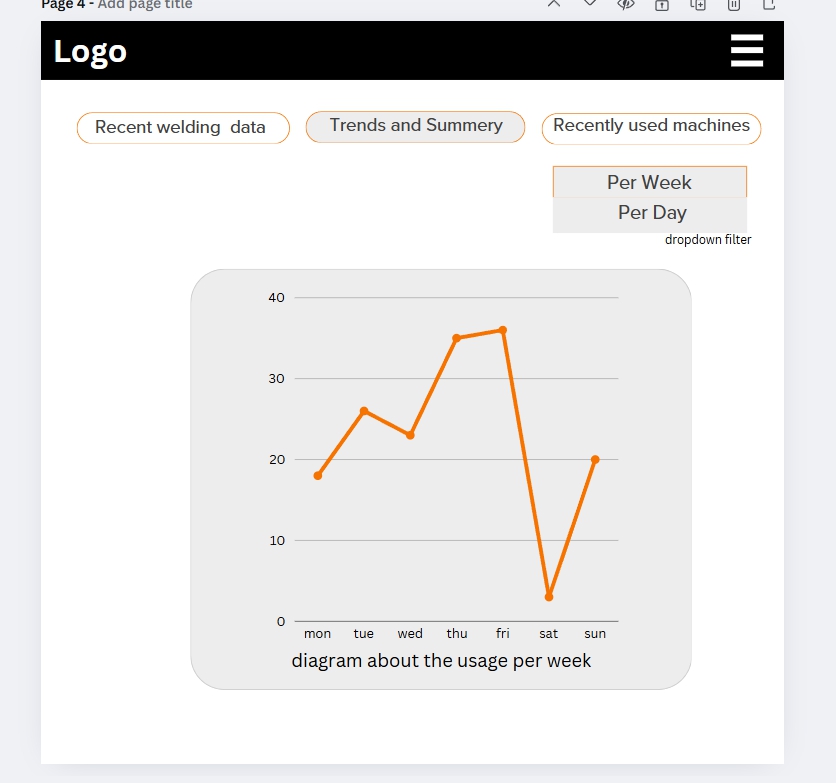 Page 4 - Add page title
Logo
Recent welding data
Trends and Summery
Recently used machines
Per Week
Per Day
dropdown filter
40
30
20
10
0
mon tue wed thu fri sat sun
diagram about the usage per week